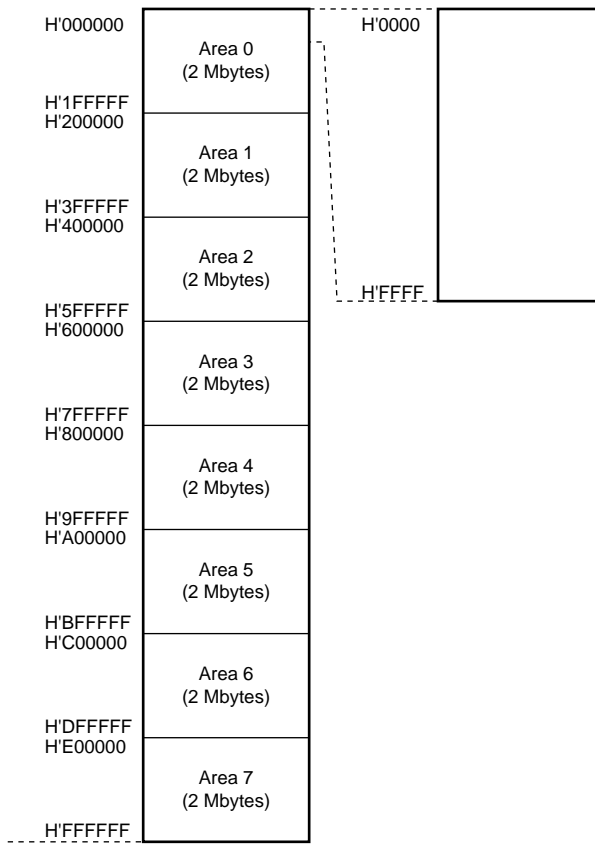 H'000000
Area 0
(2 Mbytes)
H'1FFFFF
H'200000
Area 1
(2 Mbytes)
H'3FFFFF
H'400000
Area 2
(2 Mbytes)
H'5FFFFF
H'600000
Area 3
(2 Mbytes)
H'7FFFFF
H'800000
Area 4
(2 Mbytes)
H'9FFFFF
H'A00000
Area 5
(2 Mbytes)
H'BFFFFF
H'C00000
Area 6
(2 Mbytes)
H'DFFFFF
H'E00000
Area 7
(2 Mbytes)
H'FFFFFF
H'0000
H'FFFF